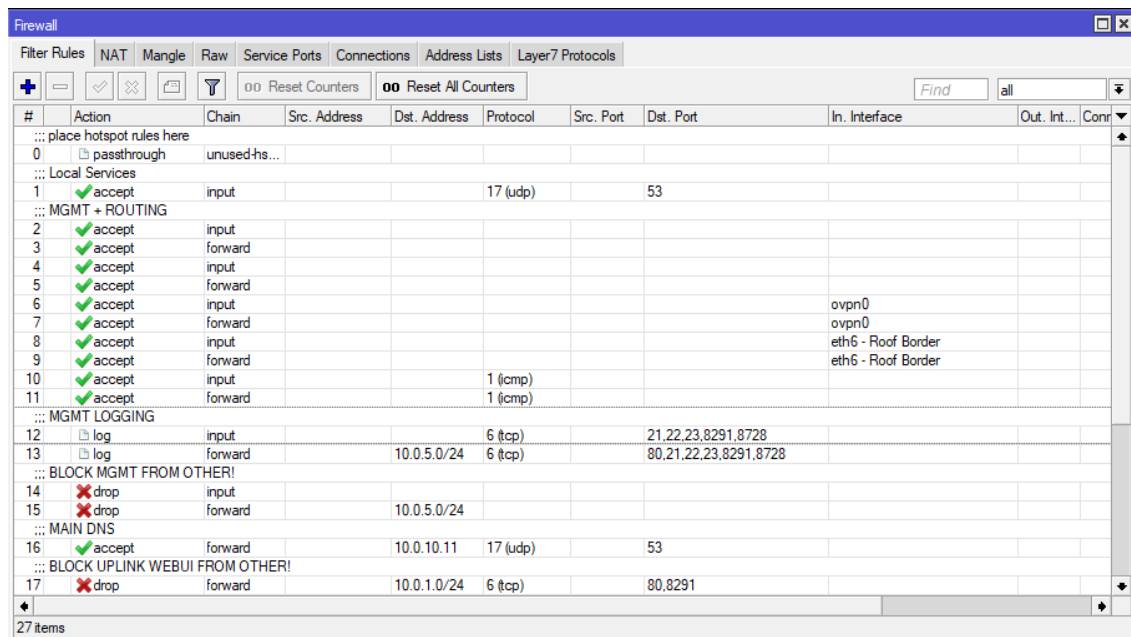 Firewall
Filter Rules NAT Mangle Raw Service Ports Connections Address Lists Layer7 Protocols
00 Reset Counters 00 Reset All Counters Find all
# Action Chain Src. Address Dst. Address Protocol Src. Port Dst. Port In. Interface Out. Int... Conr
;;; place hotspot rules here
0 passthrough unused-hs...
;;; Local Services
1 accept input 17 (udp) 53
;;; MGMT + ROUTING
2 accept input
3 accept forward
4 accept input
5 accept forward
6 accept input ovpn0
7 accept forward ovpn0
8 accept input eth6 - Roof Border
9 accept forward eth6 - Roof Border
10 accept input 1 (icmp)
11 accept forward 1 (icmp)
;;; MGMT LOGGING
12 log input 6 (tcp) 21,22,23,8291,8728
13 log forward 10.0.5.0/24 6 (tcp) 80,21,22,23,8291,8728
;;; BLOCK MGMT FROM OTHER!
14 drop input
15 drop forward 10.0.5.0/24
;;; MAIN DNS
16 accept forward 10.0.10.11 17 (udp) 53
;;; BLOCK UPLINK WEBUI FROM OTHER!
17 drop forward 10.0.1.0/24 6 (tcp) 80,8291
27 items